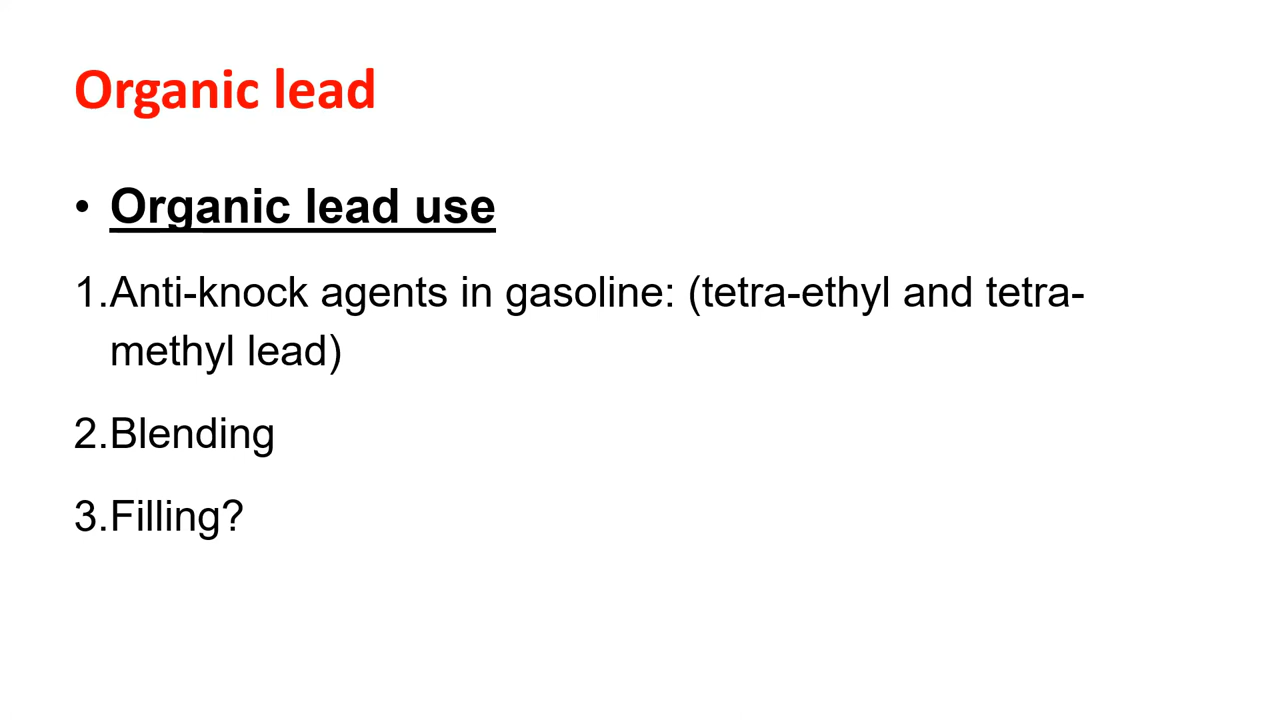 Organic lead
• Organic lead use
1.Anti-knock agents in gasoline: (tetra-ethyl and tetra-
methyl lead)
2.Blending
3.Filling?